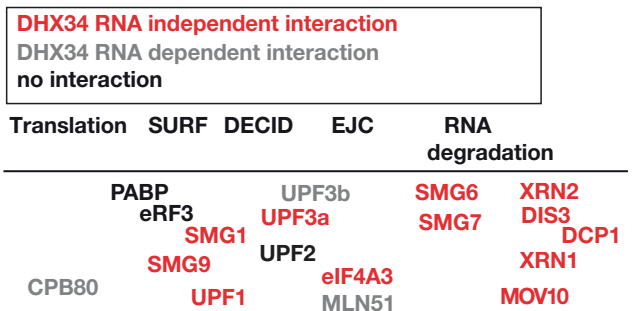 DHX34 RNA independent interaction
DHX34 RNA dependent interaction
no interaction
Translation SURF DECID EJC RNA
degradation
PABP UPF3b SMG6 XRN2
eRF3 UPF3a SMG7 DIS3
SMG1 DCP1
UPF2
SMG9 XRN1
eIF4A3
CPB80 UPF1 MLN51 MOV10